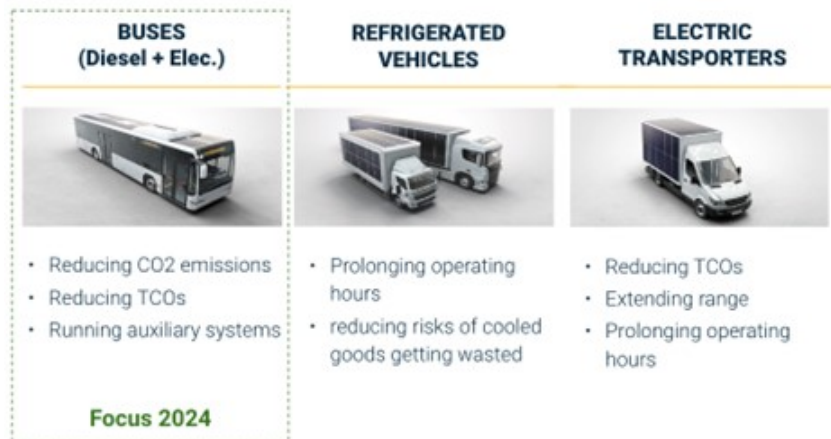 BUSES
(Diesel + Elec.)
• Reducing CO2 emissions
• Reducing TCOs
• Running auxiliary systems
Focus 2024
REFRIGERATED
VEHICLES
• Prolonging operating
hours
• reducing risks of cooled
goods getting wasted
ELECTRIC
TRANSPORTERS
• Reducing TCOs
• Extending range
• Prolonging operating
hours